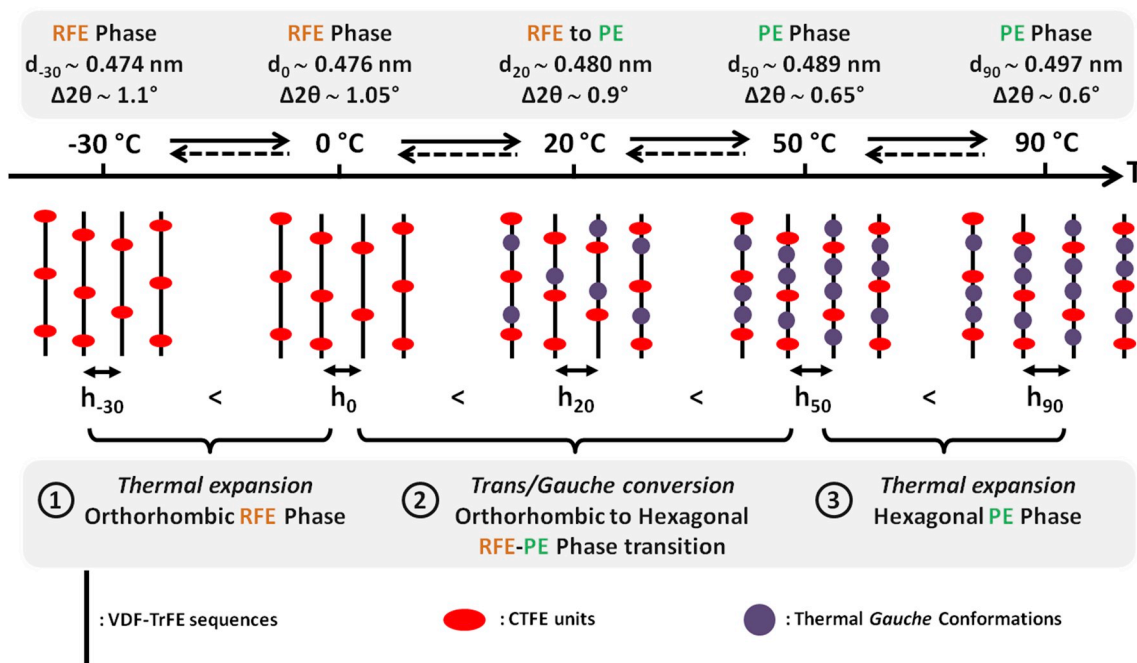 RFE Phase
d-30 ~ 0.474 nm
Δ2θ ~ 1.1°
RFE Phase
d0 ~ 0.476 nm
Δ2θ ~ 1.05°
RFE to PE
d20 ~ 0.480 nm
Δ2θ ~ 0.9°
PE Phase
d50 ~ 0.489 nm
Δ2θ ~ 0.65°
PE Phase
d90 ~ 0.497 nm
Δ2θ ~ 0.6°
-30 °C 0 °C 20 °C 50 °C 90 °C
T
h-30 < h0 < h20 < h50 < h90
1 Thermal expansion
Orthorhombic RFE Phase
2 Trans/Gauche conversion
Orthorhombic to Hexagonal
RFE-PE Phase transition
3 Thermal expansion
Hexagonal PE Phase
: VDF-TrFE sequences
: CTFE units
: Thermal Gauche Conformations